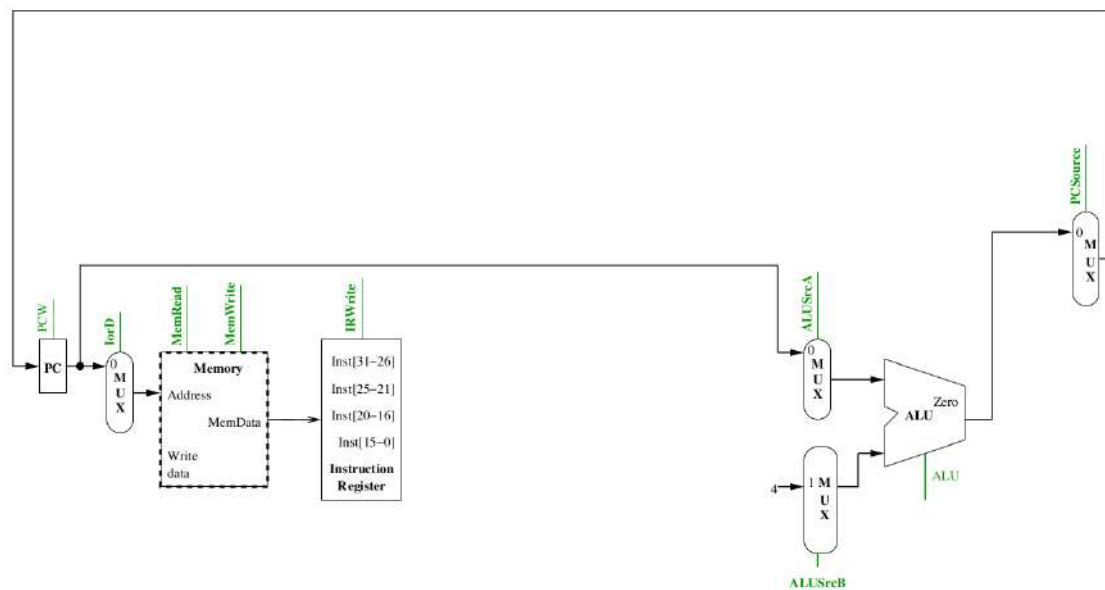 PCSource
0
M
U
X
PCW
IorD
MemRead
MemWrite
IRWrite
ALUSrcA
PC
0
M
U
X
Memory
Address
MemData
Write
data
Inst[31-26]
Inst[25-21]
Inst[20-16]
Inst[15-0]
Instruction
Register
0
M
U
X
Zero
ALU
ALU
4
1
M
U
X
ALUSrcB